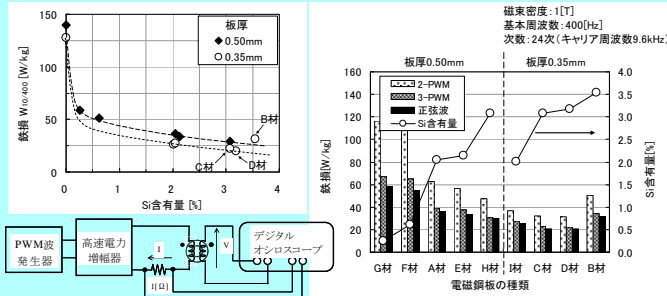 板厚
0.50mm
0.35mm
鉄損 W10/400 [W/kg]
150
100
50
0
0
1
2
3
4
Si含有量 [%]
B材
C材
D材
PWM波
発生器
高速電力
増幅器
I
1[Ω]
V
デジタル
オシロスコープ
磁束密度:1[T]
基本周波数:400[Hz]
次数:24次(キャリア周波数9.6kHz)
板厚0.50mm
板厚0.35mm
2-PWM
3-PWM
正弦波
Si含有量
鉄損[W/kg]
160
140
120
100
80
60
40
20
0
4.0
3.5
3.0
2.5
2.0
1.5
1.0
0.5
0.0
Si含有量[%]
G材 F材 A材 E材 H材 I材 C材 D材 B材
電磁鋼板の種類